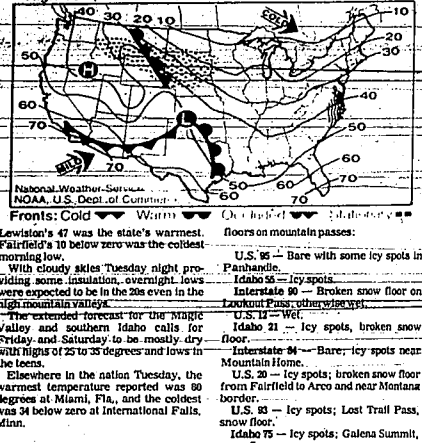 40 30 20 10
COLD
10
20
30
H
50
40
60
L
70
50
MILD
70
60
70
50 60
70
National Weather Service
NOAA, U.S. Dept. of Commerce
Fronts: Cold Warm Occluded Stationary
Lewiston's 47 was the state's warmest.
Fairfield's 10 below zero was the coldest
morning low.
With cloudy skies Tuesday night pro-
viding some insulation, overnight lows
were expected to be in the 20s even in the
high mountain valleys.
The extended forecast for the Magic
Valley and southern Idaho calls for
Friday and Saturday to be mostly dry
with highs of 25 to 35 degrees and lows in
the teens.
Elsewhere in the nation Tuesday, the
warmest temperature reported was 80
degrees at Miami, Fla., and the coldest
was 34 below zero at International Falls,
Minn.
floors on mountain passes:
U.S. 95 — Bare with some icy spots in
Panhandle.
Idaho 55 — Icy spots.
Interstate 90 — Broken snow floor on
Lookout Pass; otherwise wet.
U.S. 12 — Wet.
Idaho 21 — Icy spots, broken snow
floor.
Interstate 84 — Bare; icy spots near
Mountain Home.
U.S. 20 — Icy spots; broken snow floor
from Fairfield to Arco and near Montana
border.
U.S. 93 — Icy spots; Lost Trail Pass,
snow floor.
Idaho 75 — Icy spots; Galena Summit,